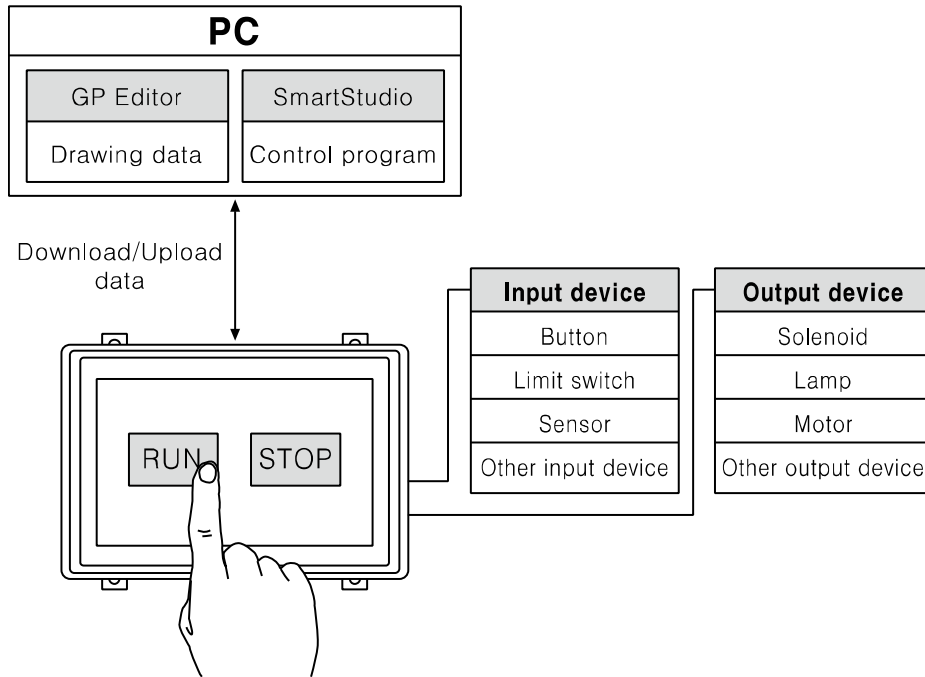 PC
GP Editor
Drawing data
SmartStudio
Control program
Download/Upload
data
RUN
STOP
Input device
Button
Limit switch
Sensor
Other input device
Output device
Solenoid
Lamp
Motor
Other output device